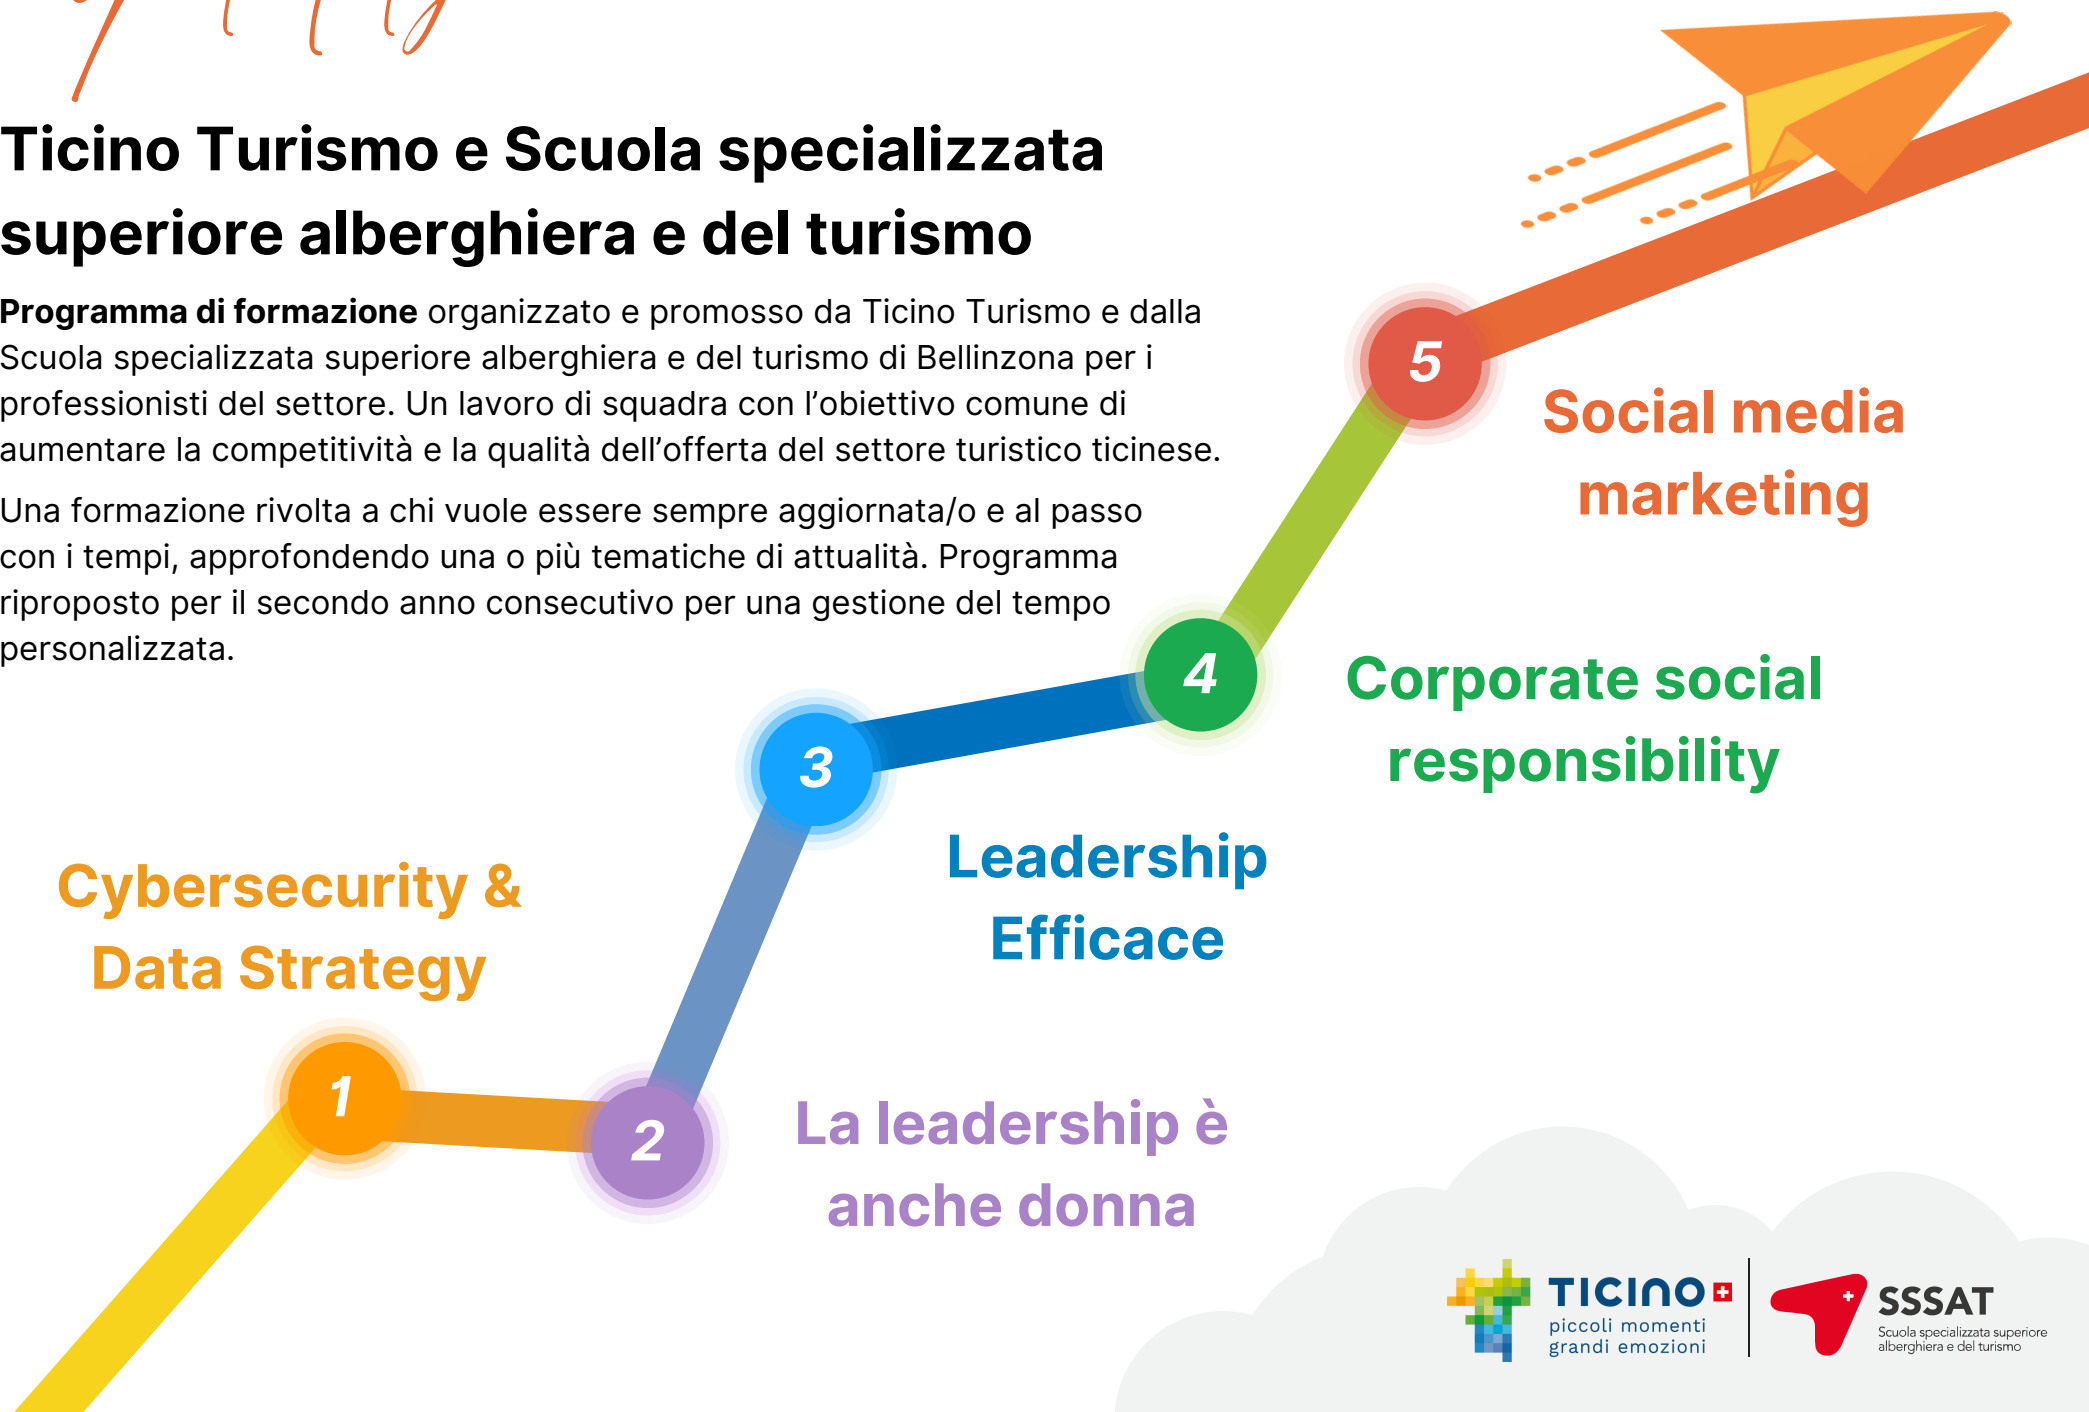 Ticino Turismo e Scuola specializzata
superiore alberghiera e del turismo
Programma di formazione organizzato e promosso da Ticino Turismo e dalla
Scuola specializzata superiore alberghiera e del turismo di Bellinzona per i
professionisti del settore. Un lavoro di squadra con l’obiettivo comune di
aumentare la competitività e la qualità dell’offerta del settore turistico ticinese.
Una formazione rivolta a chi vuole essere sempre aggiornata/o e al passo
con i tempi, approfondendo una o più tematiche di attualità. Programma
riproposto per il secondo anno consecutivo per una gestione del tempo
personalizzata.
5
Social media
marketing
4
Corporate social
responsibility
3
Leadership
Efficace
Cybersecurity &
Data Strategy
1
2
La leadership è
anche donna
TICINO
piccoli momenti
grandi emozioni
SSSAT
Scuola specializzata superiore
alberghiera e del turismo